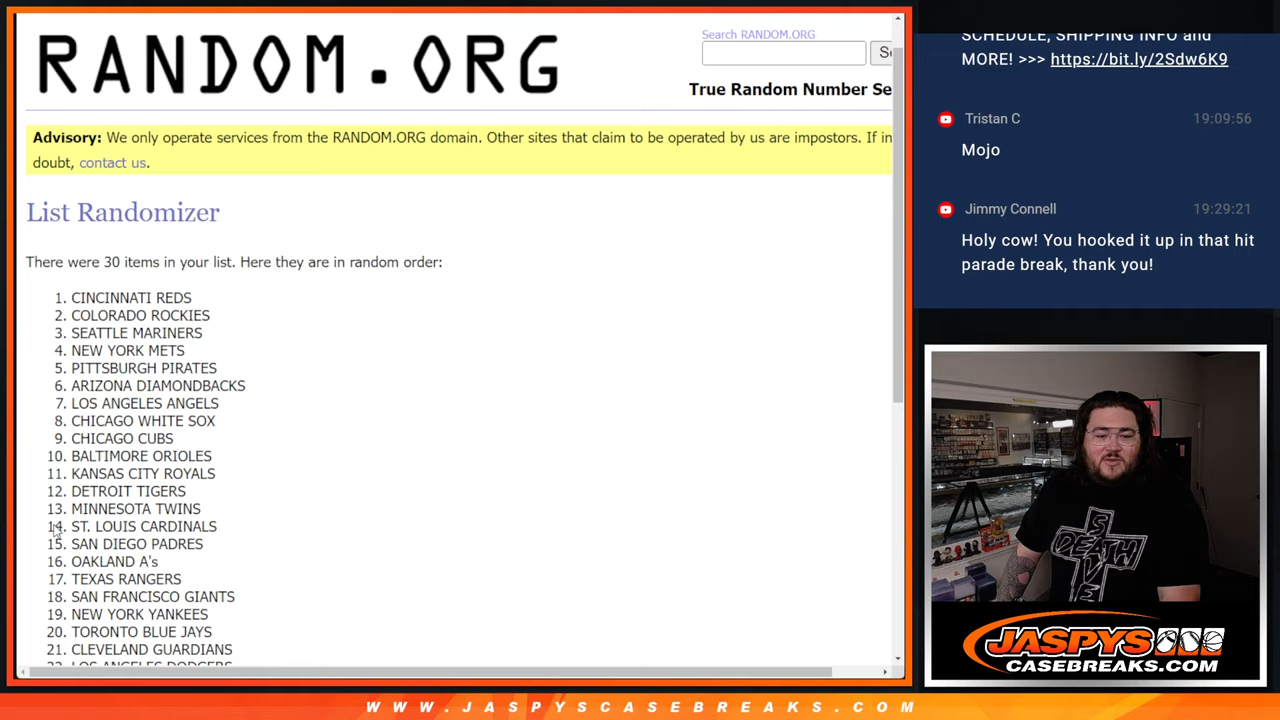 RANDOM.ORG
Search RANDOM.ORG
True Random Number Se
Advisory: We only operate services from the RANDOM.ORG domain. Other sites that claim to be operated by us are impostors. If in
doubt, contact us.
List Randomizer
There were 30 items in your list. Here they are in random order:
1. CINCINNATI REDS
2. COLORADO ROCKIES
3. SEATTLE MARINERS
4. NEW YORK METS
5. PITTSBURGH PIRATES
6. ARIZONA DIAMONDBACKS
7. LOS ANGELES ANGELS
8. CHICAGO WHITE SOX
9. CHICAGO CUBS
10. BALTIMORE ORIOLES
11. KANSAS CITY ROYALS
12. DETROIT TIGERS
13. MINNESOTA TWINS
14. ST. LOUIS CARDINALS
15. SAN DIEGO PADRES
16. OAKLAND A's
17. TEXAS RANGERS
18. SAN FRANCISCO GIANTS
19. NEW YORK YANKEES
20. TORONTO BLUE JAYS
21. CLEVELAND GUARDIANS
22. LOS ANGELES DODGERS
SCHEDULE, SHIPPING INFO and
MORE! >>> https://bit.ly/2Sdw6K9
Tristan C 19:09:56
Mojo
Jimmy Connell 19:29:21
Holy cow! You hooked it up in that hit
parade break, thank you!
DEATH
SAVES
JASPYS
CASEBREAKS.COM
WWW.JASPYSCASEBREAKS.COM